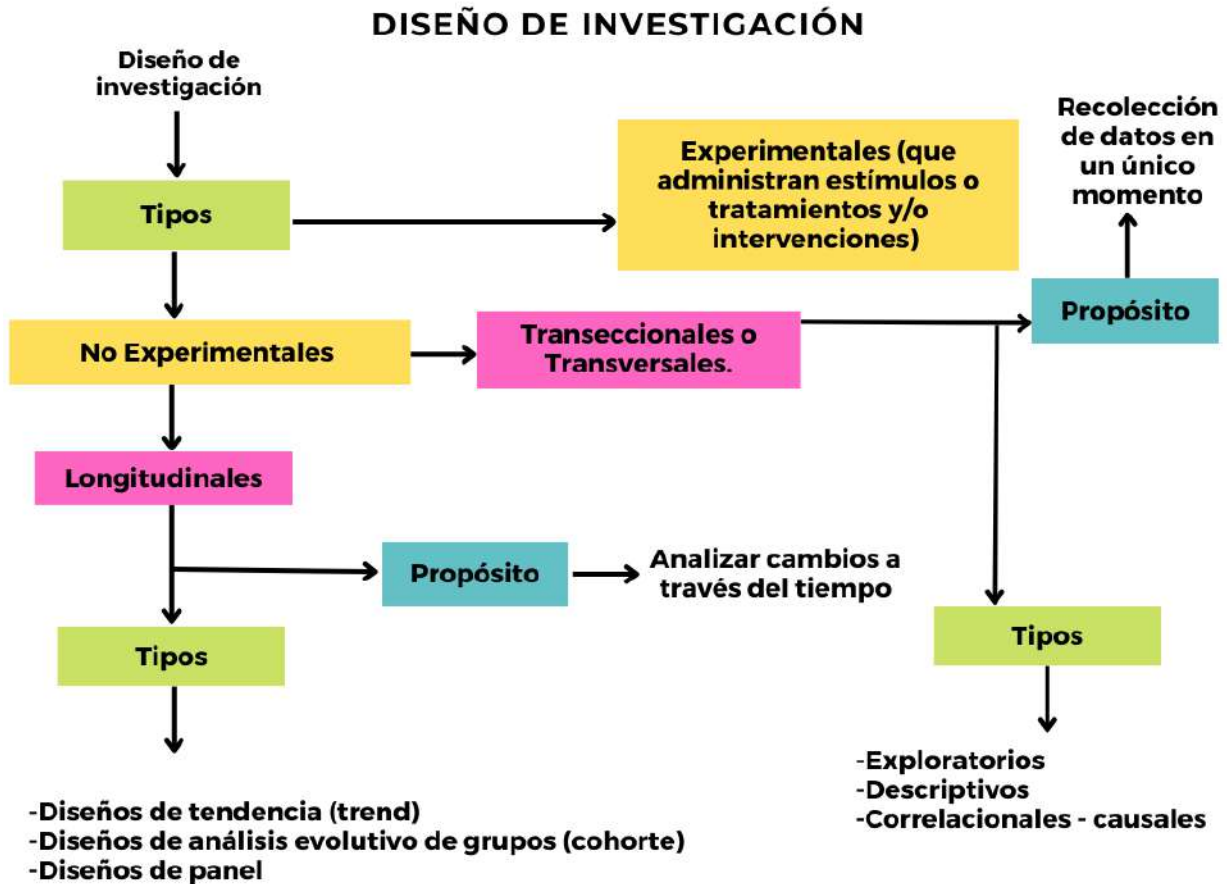 DISEÑO DE INVESTIGACIÓN
Diseño de
investigación
Tipos
Experimentales (que
administran estímulos o
tratamientos y/o
intervenciones)
Recolección
de datos en
un único
momento
Propósito
No Experimentales
Transeccionales o
Transversales.
Longitudinales
Propósito
Analizar cambios a
través del tiempo
Tipos
Tipos
-Diseños de tendencia (trend)
-Diseños de análisis evolutivo de grupos (cohorte)
-Diseños de panel
-Exploratorios
-Descriptivos
-Correlacionales - causales